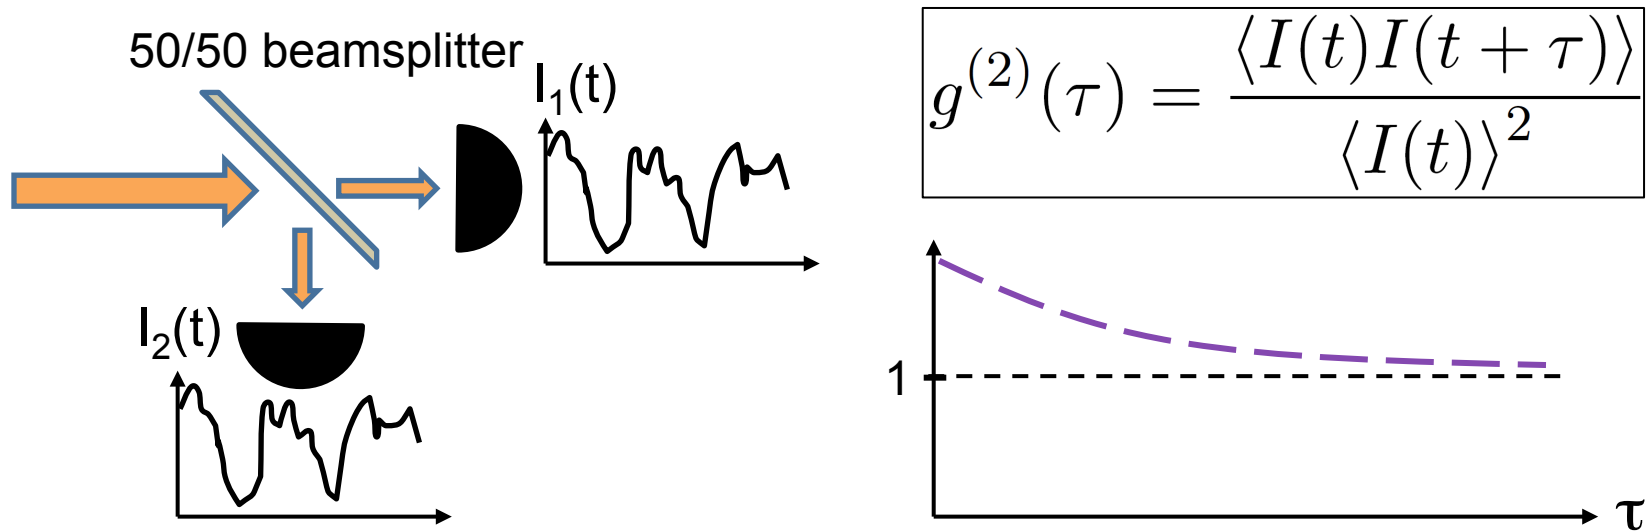 50/50 beamsplitter
I₁(t)
I₂(t)
g⁽²⁾(τ) = ⟨I(t)I(t + τ)⟩ / ⟨I(t)⟩²
1
τ